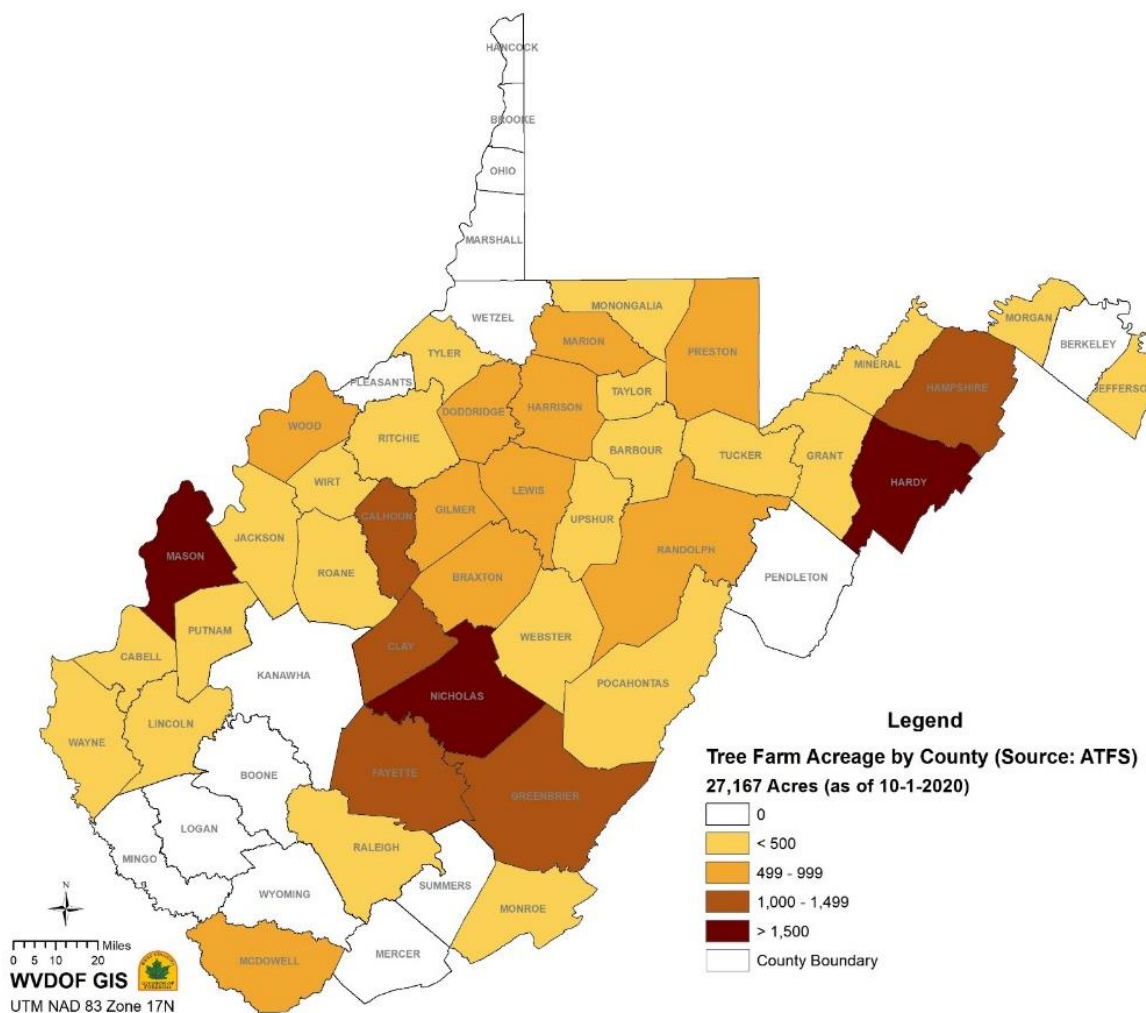 HANCOCK
BROOKE
OHIO
MARSHALL
WETZEL
MONONGALIA
MORGAN
BERKELEY
MARION
PRESTON
TYLER
MINERAL
JEFFERSO
PLEASANTS
HAMPSHIRE
TAYLOR
DODDRIDGE
HARRISON
WOOD
RITCHIE
BARBOUR
TUCKER
GRANT
WIRT
HARDY
LEWIS
CALHOUN
GILMER
UPSHUR
JACKSON
MASON
RANDOLPH
ROANE
BRAXTON
PENDLETON
PUTNAM
WEBSTER
CLAY
CABELL
KANAWHA
POCAHONTAS
NICHOLAS
LINCOLN
WAYNE
BOONE
FAYETTE
GREENBRIER
LOGAN
RALEIGH
MINGO
SUMMERS
WYOMING
MONROE
MERCER
MCDOWELL
Legend
Tree Farm Acreage by County (Source: ATFS)
27,167 Acres (as of 10-1-2020)
0
< 500
499 - 999
1,000 - 1,499
> 1,500
County Boundary
N
Miles
0 5 10 20
WVDOF GIS
UTM NAD 83 Zone 17N